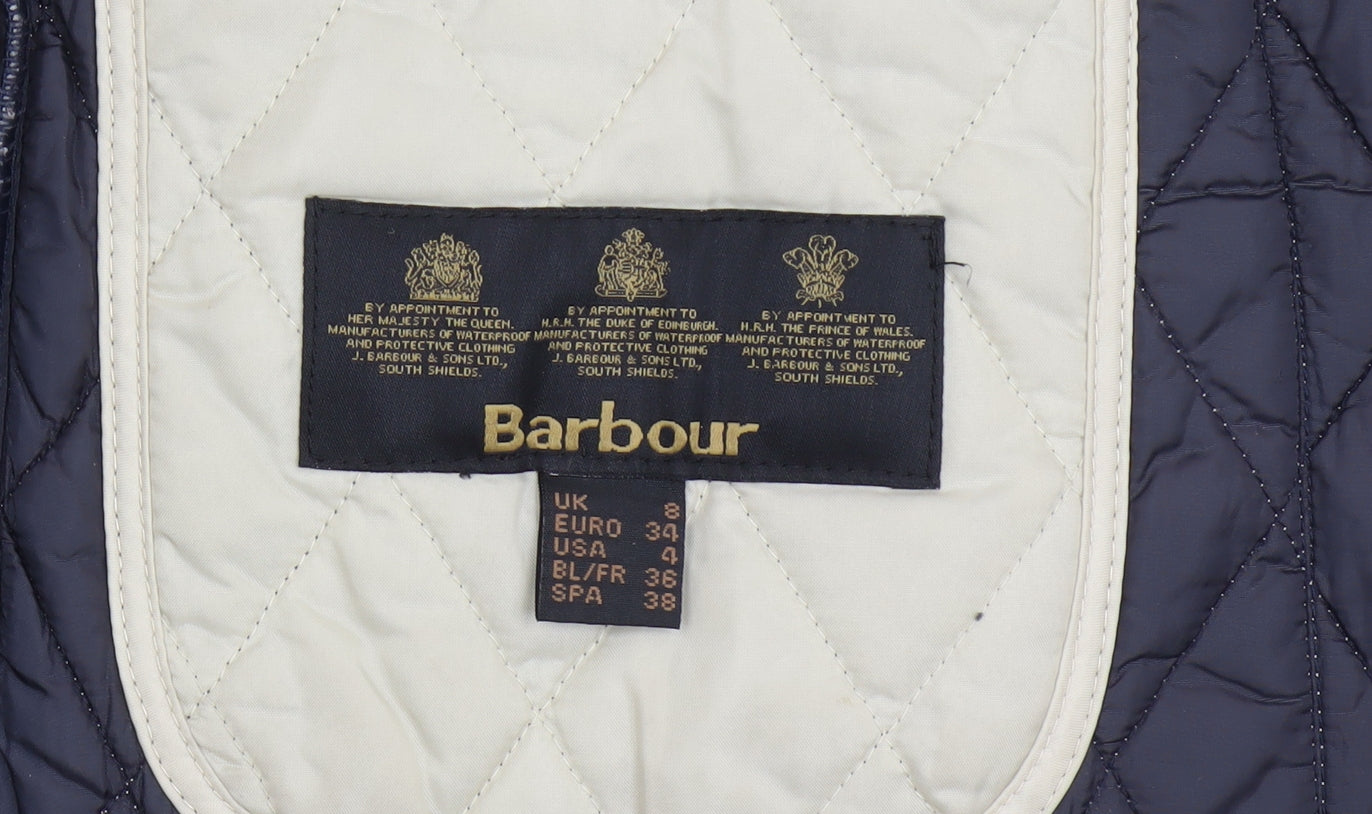 BY APPOINTMENT TO
HER MAJESTY THE QUEEN.
MANUFACTURERS OF WATERPROOF
AND PROTECTIVE CLOTHING
J. BARBOUR & SONS LTD.,
SOUTH SHIELDS.
BY APPOINTMENT TO
H.R.H. THE DUKE OF EDINBURGH.
MANUFACTURERS OF WATERPROOF
AND PROTECTIVE CLOTHING
J. BARBOUR & SONS LTD.,
SOUTH SHIELDS.
BY APPOINTMENT TO
H.R.H. THE PRINCE OF WALES.
MANUFACTURERS OF WATERPROOF
AND PROTECTIVE CLOTHING
J. BARBOUR & SONS LTD.,
SOUTH SHIELDS.
Barbour
UK 8
EURO 34
USA 4
BL/FR 36
SPA 38